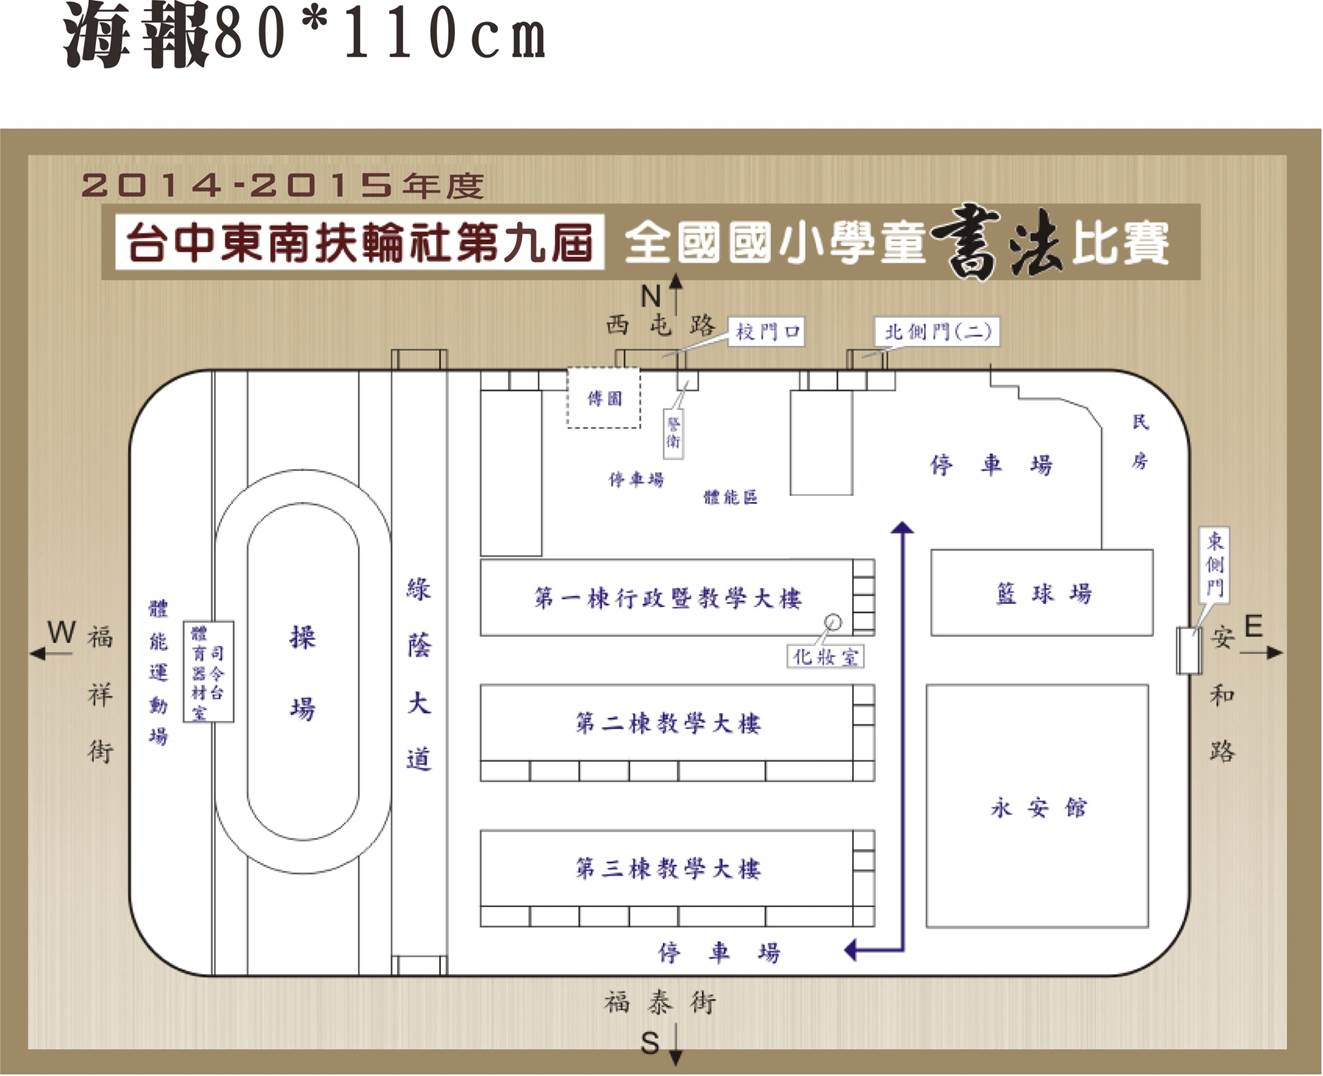 海報80*110cm
2014-2015年度
台中東南扶輪社第九屆 全國國小學童書法比賽
N
西屯路
校門口
北側門(二)
傅園
警衛
停車場
體能區
停車場
民房
東側門
第一棟行政暨教學大樓
化妝室
籃球場
W
福祥街
體能運動場
司令台
體育器材室
操場
綠蔭大道
E
安和路
第二棟教學大樓
永安館
第三棟教學大樓
停車場
福泰街
S